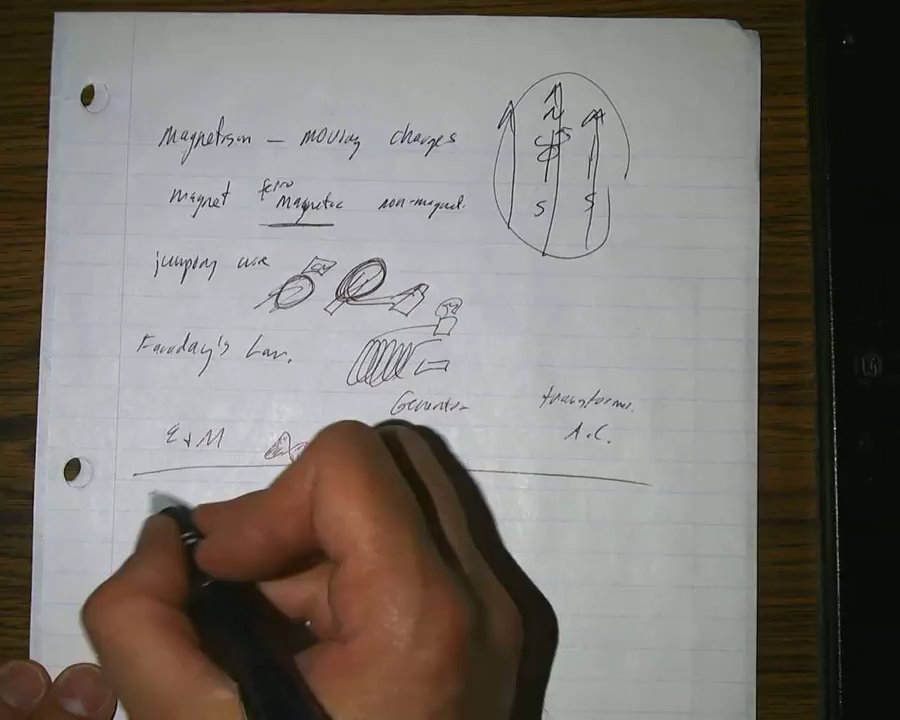 magnetism – moving charges
magnet ferro magnetic non-magnet.
jumping wire
Faraday's Law.
Generator transformer.
E + M A.C.
N
S
S S